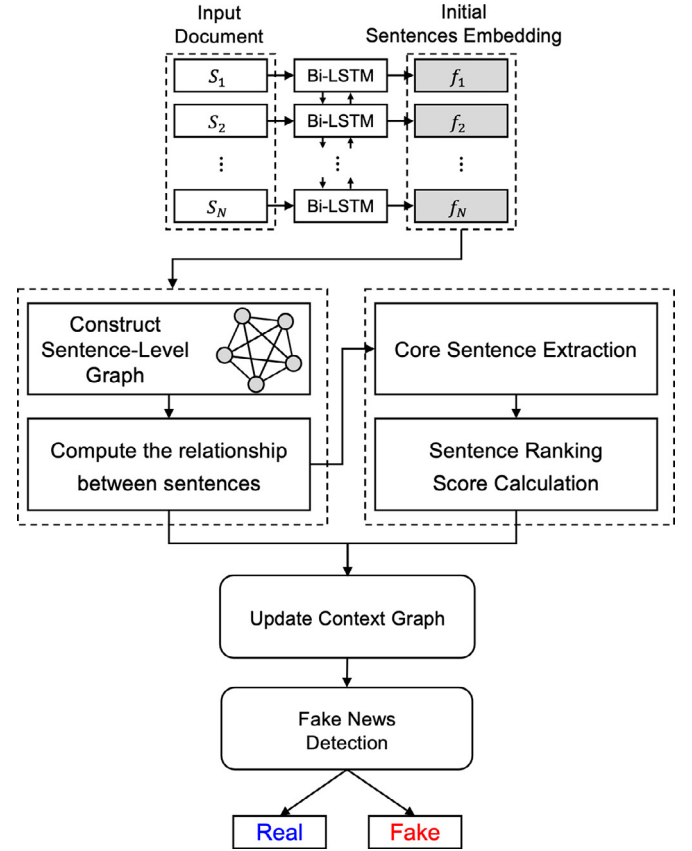 Input
Document
Initial
Sentences Embedding
S₁
Bi-LSTM
f₁
S₂
Bi-LSTM
f₂
⋮
⋮
⋮
S_N
Bi-LSTM
f_N
Construct
Sentence-Level
Graph
Core Sentence Extraction
Compute the relationship
between sentences
Sentence Ranking
Score Calculation
Update Context Graph
Fake News
Detection
Real
Fake